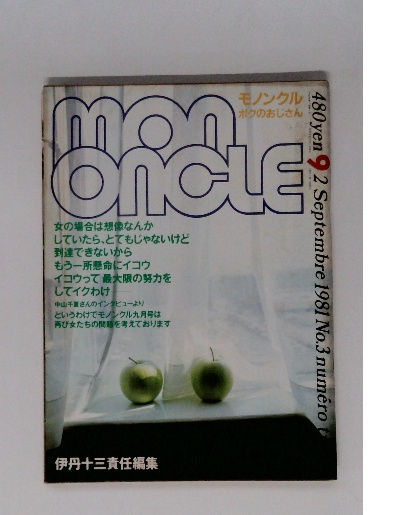 mon
oncle
モノンクル
ボクのおじさん
480yen 9 2 Septembre 1981 No.3 numéro
女の場合は想像なんか
していたら、とてもじゃないけど
到達できないから
もう一所懸命にイコウ
イコウって最大限の努力を
してイクわけ
中山千夏さんのインタビューより
というわけでモノンクル九月号は
再び女たちの問題を考えております
伊丹十三責任編集